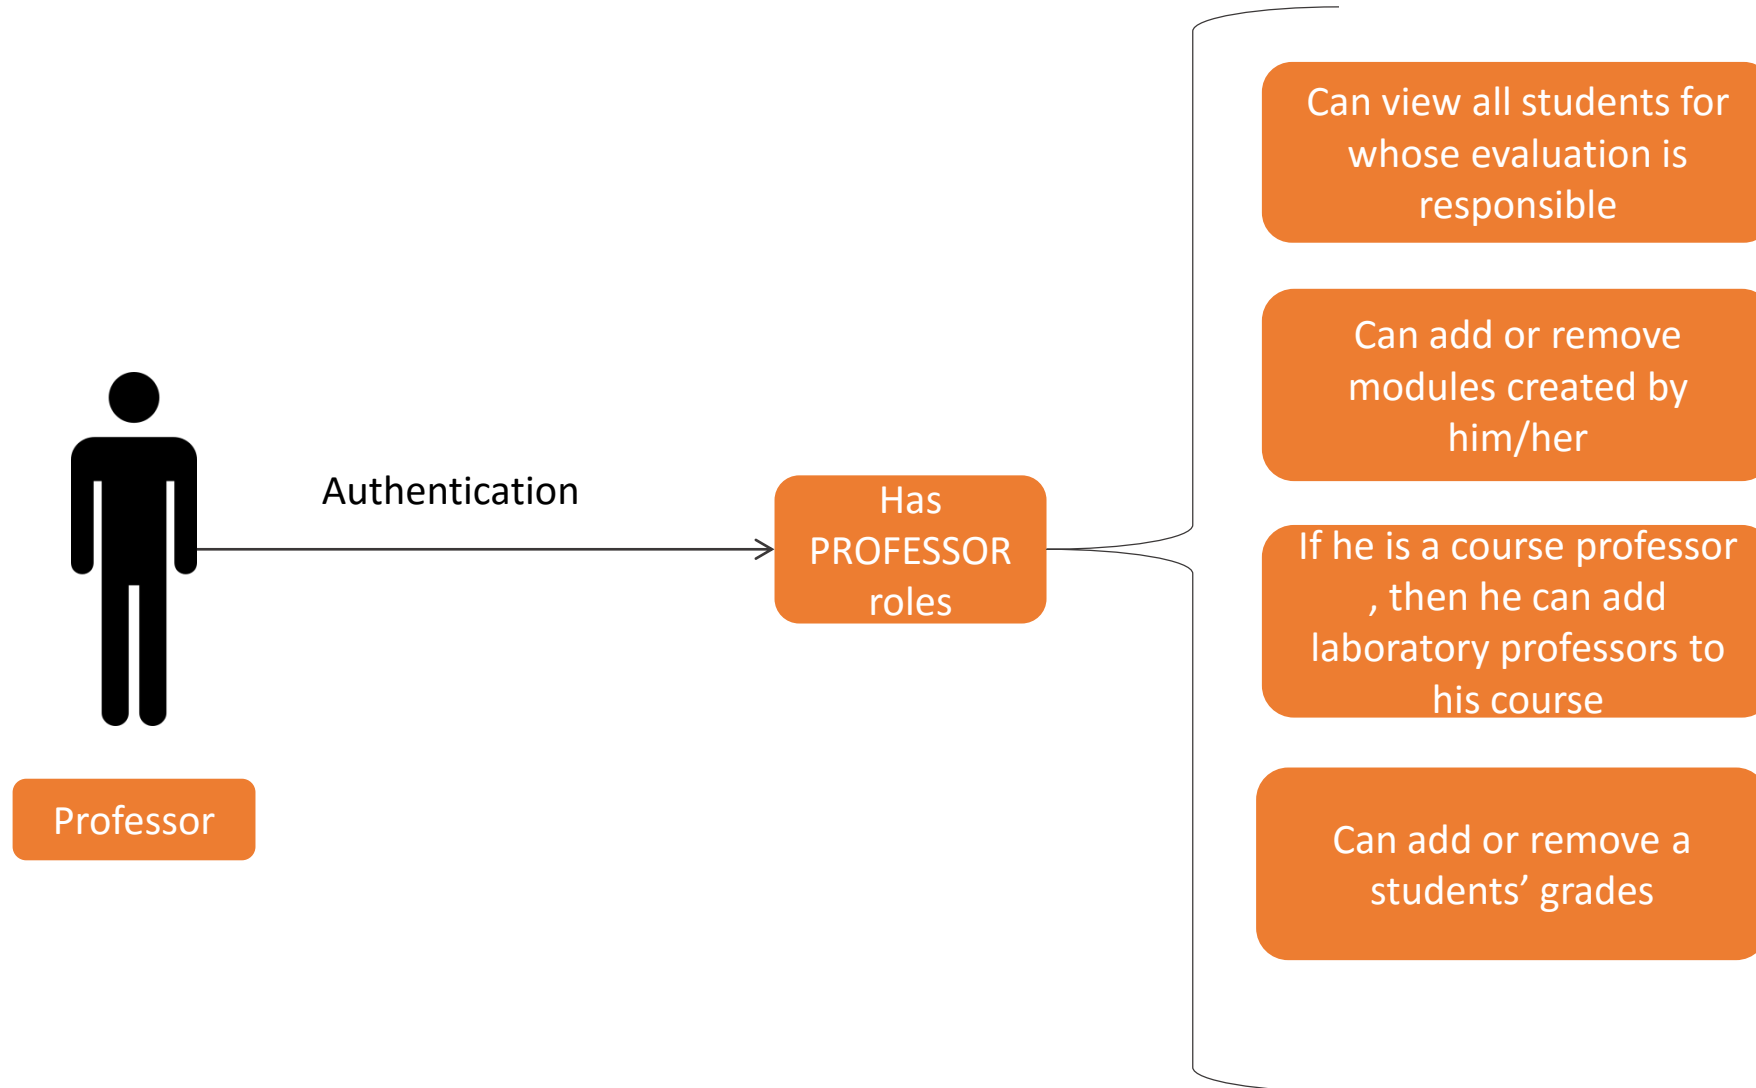 Can view all students for
whose evaluation is
responsible
Can add or remove
modules created by
him/her
Authentication
Has
PROFESSOR
roles
If he is a course professor
, then he can add
laboratory professors to
his course
Professor
Can add or remove a
students’ grades